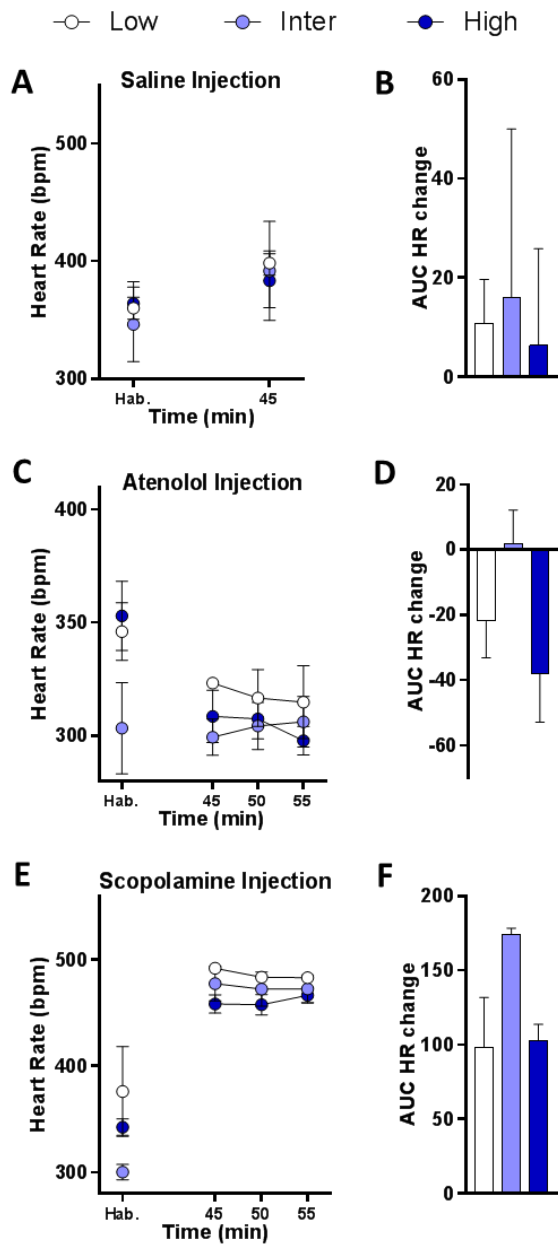 Low Inter High
A Saline Injection
Heart Rate (bpm)
500
400
300
Hab. 45
Time (min)
B
AUC HR change
60
40
20
0
C Atenolol Injection
Heart Rate (bpm)
400
350
300
Hab. 45 50 55
Time (min)
D
AUC HR change
20
0
-20
-40
-60
E Scopolamine Injection
Heart Rate (bpm)
500
400
300
Hab. 45 50 55
Time (min)
F
AUC HR change
200
150
100
50
0